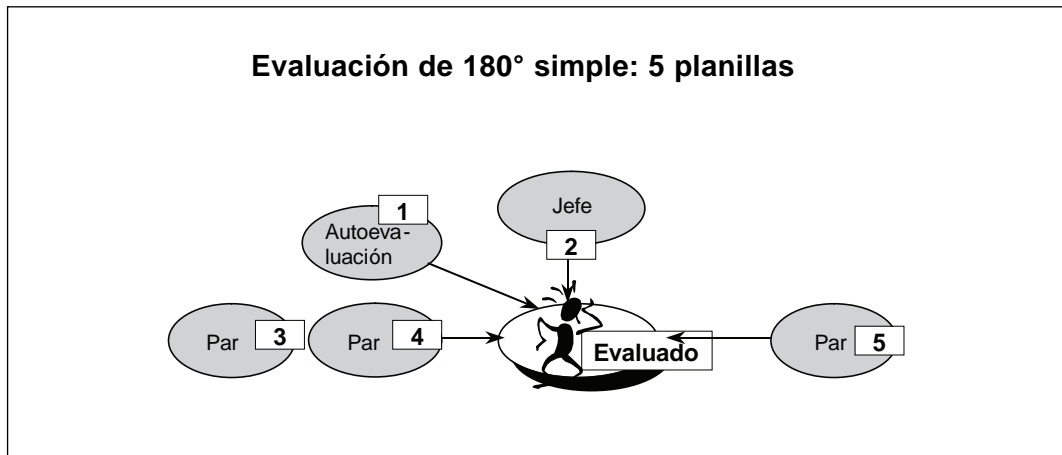 Evaluación de 180° simple: 5 planillas
1
Autoeva-
luación
Jefe
2
Par 3
Par 4
Evaluado
Par 5